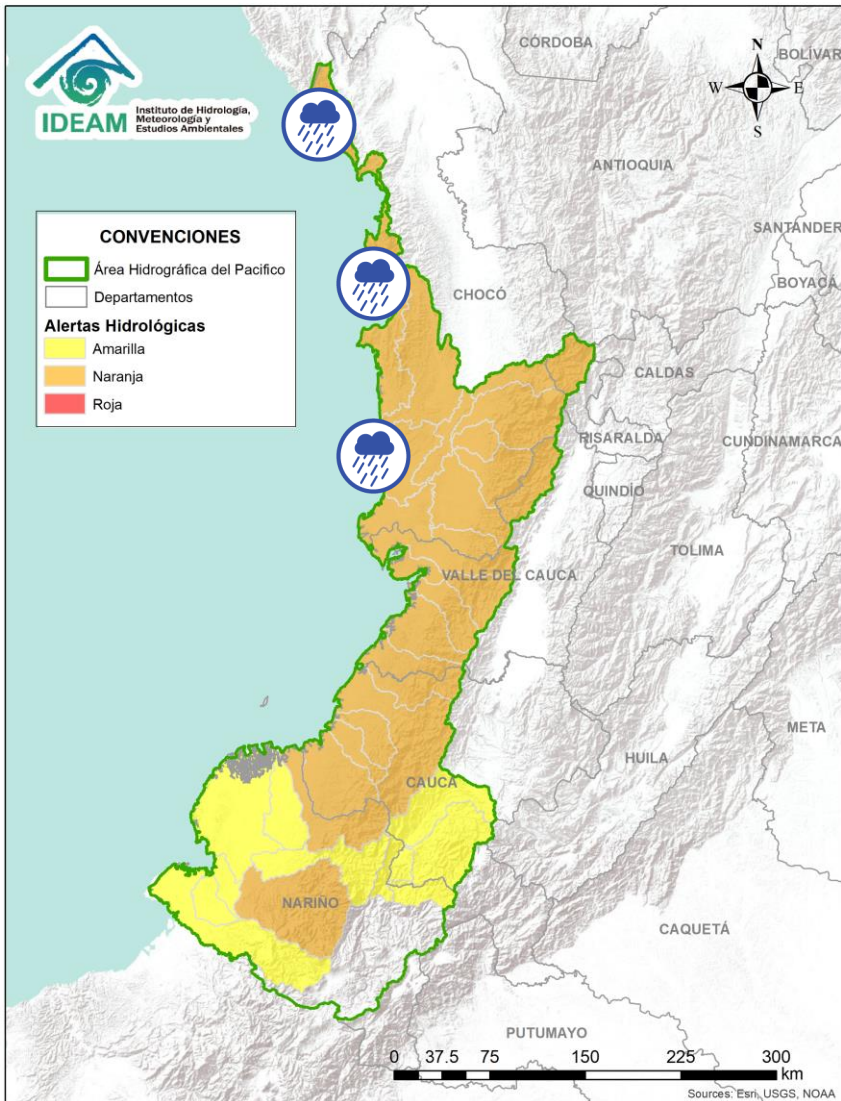 IDEAM
Instituto de Hidrología,
Meteorología y
Estudios Ambientales
CÓRDOBA
BOLÍVAR
N
W E
S
ANTIOQUIA
SANTANDER
CONVENCIONES
Área Hidrográfica del Pacifico
Departamentos
Alertas Hidrológicas
Amarilla
Naranja
Roja
BOYACÁ
CHOCÓ
CALDAS
RISARALDA
CUNDINAMARCA
QUINDÍO
TOLIMA
VALLE DEL CAUCA
META
HUILA
CAUCA
NARIÑO
CAQUETÁ
PUTUMAYO
0 37.5 75 150 225 300
km
Sources: Esri, USGS, NOAA